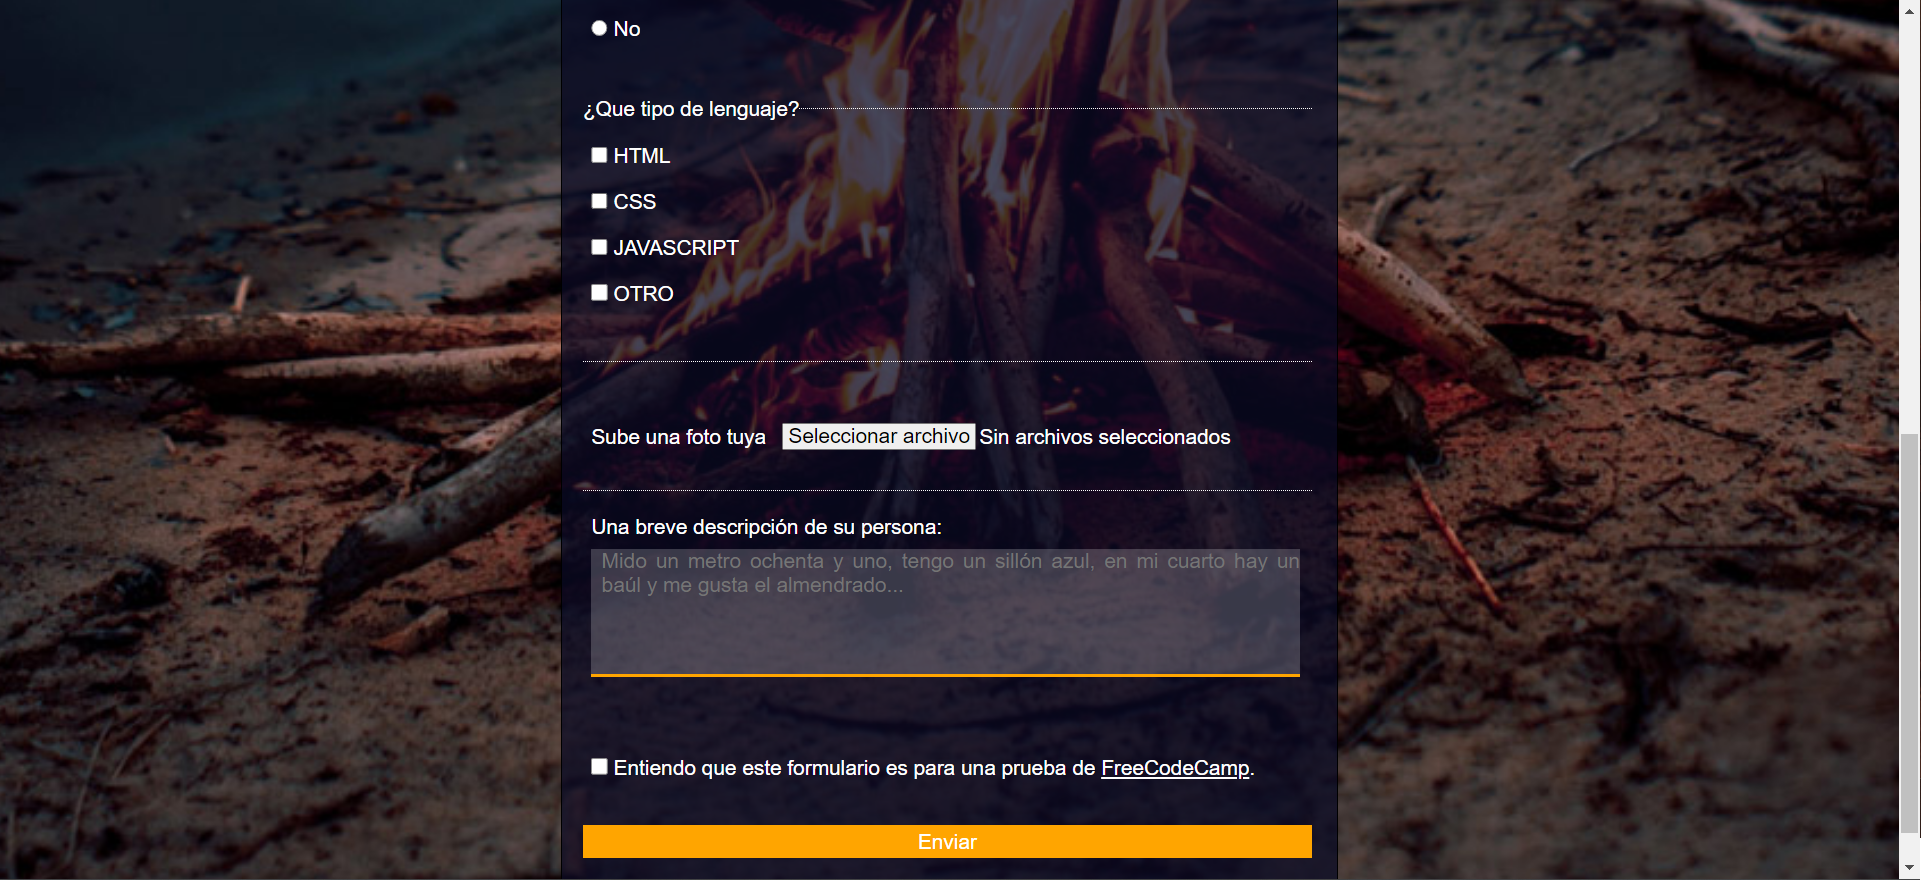 No
¿Que tipo de lenguaje?
HTML
CSS
JAVASCRIPT
OTRO
Sube una foto tuya Seleccionar archivo Sin archivos seleccionados
Una breve descripción de su persona:
Mido un metro ochenta y uno, tengo un sillón azul, en mi cuarto hay un
baúl y me gusta el almendrado...
Entiendo que este formulario es para una prueba de FreeCodeCamp.
Enviar